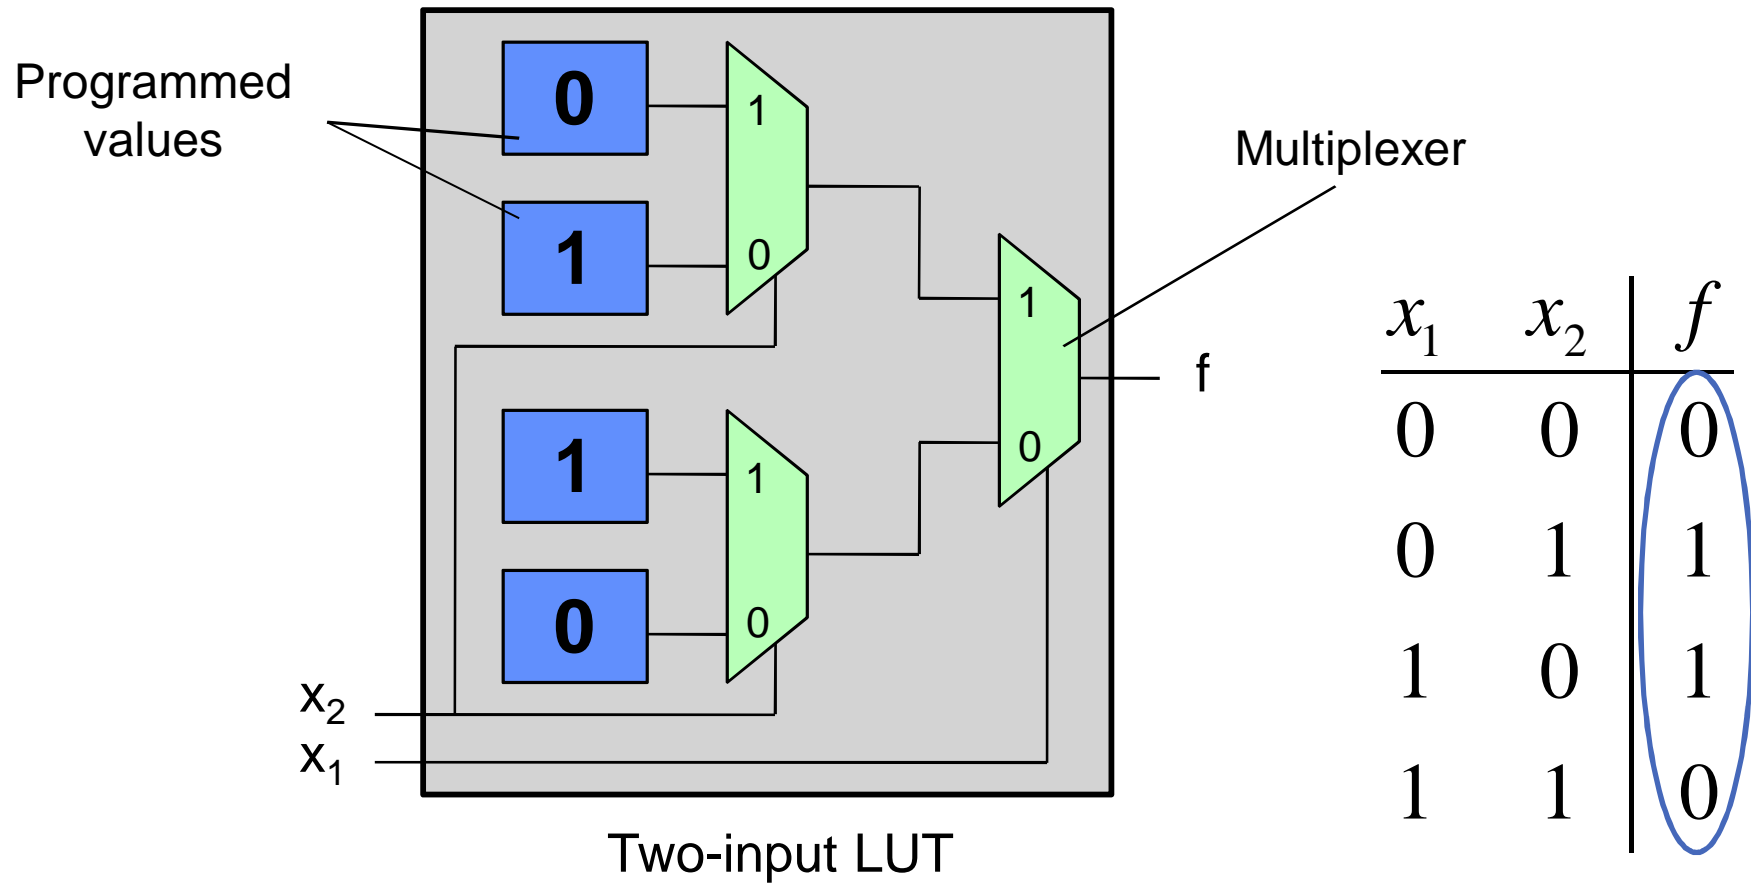 Programmed
values
0
1
1
0
1
0
1
0
1
0
Multiplexer
f
x₂
x₁
Two-input LUT
x₁ x₂ f
0 0 0
0 1 1
1 0 1
1 1 0